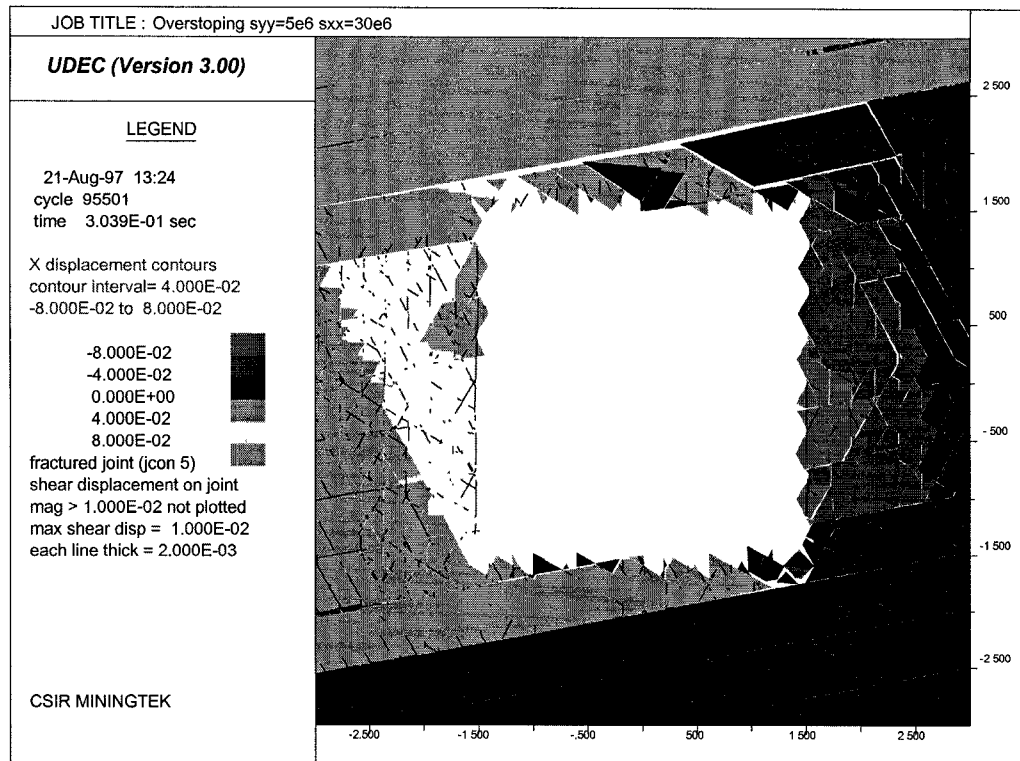 JOB TITLE : Overstoping syy=5e6 sxx=30e6
UDEC (Version 3.00)
LEGEND
21-Aug-97 13:24
cycle 95501
time 3.039E-01 sec
X displacement contours
contour interval= 4.000E-02
-8.000E-02 to 8.000E-02
-8.000E-02
-4.000E-02
0.000E+00
4.000E-02
8.000E-02
fractured joint (jcon 5)
shear displacement on joint
mag > 1.000E-02 not plotted
max shear disp = 1.000E-02
each line thick = 2.000E-03
CSIR MININGTEK
2 500
1 500
500
- 500
-1 500
-2 500
-2 500
-1 500
-.500
.500
1 500
2 500